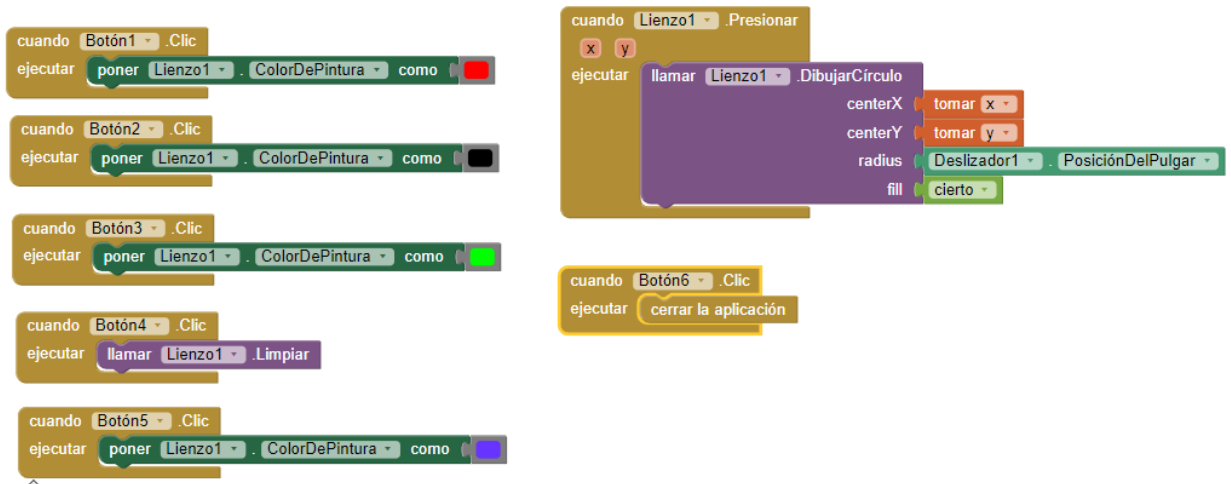 cuando Botón1 .Clic
ejecutar poner Lienzo1 . ColorDePintura como
cuando Botón2 .Clic
ejecutar poner Lienzo1 . ColorDePintura como
cuando Botón3 .Clic
ejecutar poner Lienzo1 . ColorDePintura como
cuando Botón4 .Clic
ejecutar llamar Lienzo1 .Limpiar
cuando Botón5 .Clic
ejecutar poner Lienzo1 . ColorDePintura como
cuando Lienzo1 .Presionar
x y
ejecutar llamar Lienzo1 .DibujarCírculo
centerX tomar x
centerY tomar y
radius Deslizador1 . PosiciónDelPulgar
fill cierto
cuando Botón6 .Clic
ejecutar cerrar la aplicación